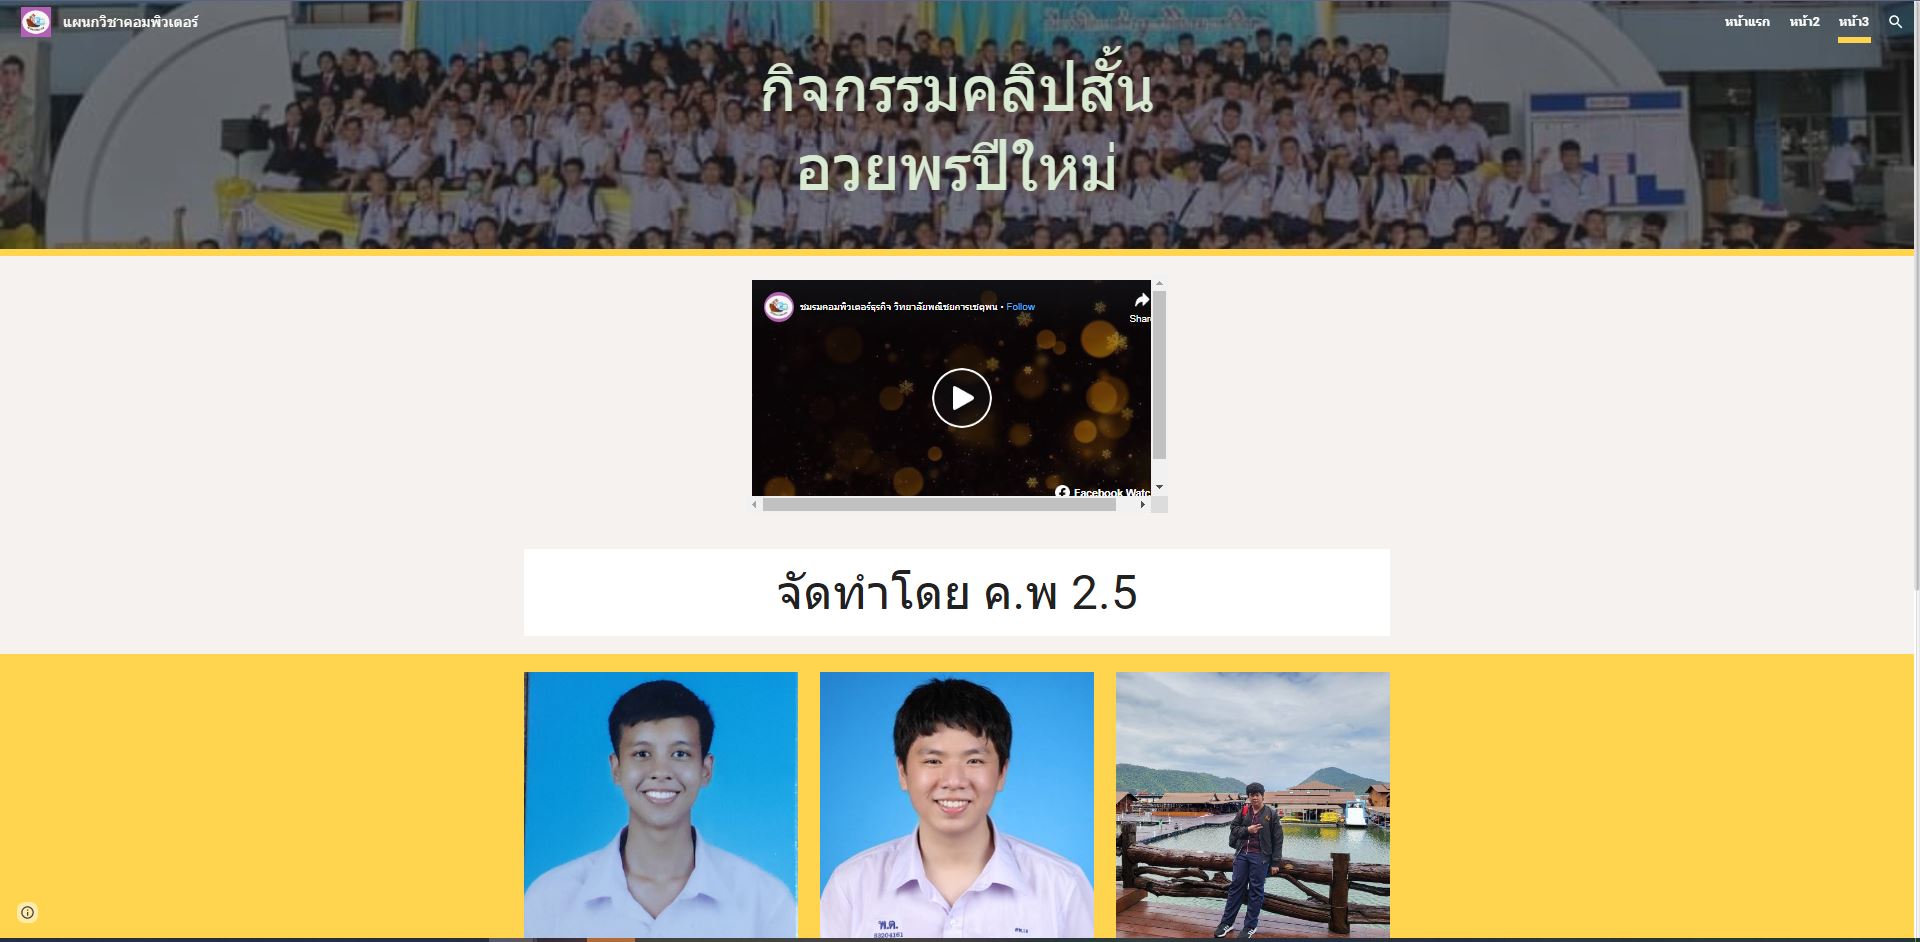 แผนกวิชาคอมพิวเตอร์
หน้าแรก หน้า2 หน้า3
กิจกรรมคลิปสั้น
อวยพรปีใหม่
ชมรมคอมพิวเตอร์ธุรกิจ วิทยาลัยพณิชยการเชตุพน • Follow
Share
Facebook Watc
จัดทำโดย ค.พ 2.5
พ.ต.
63204161